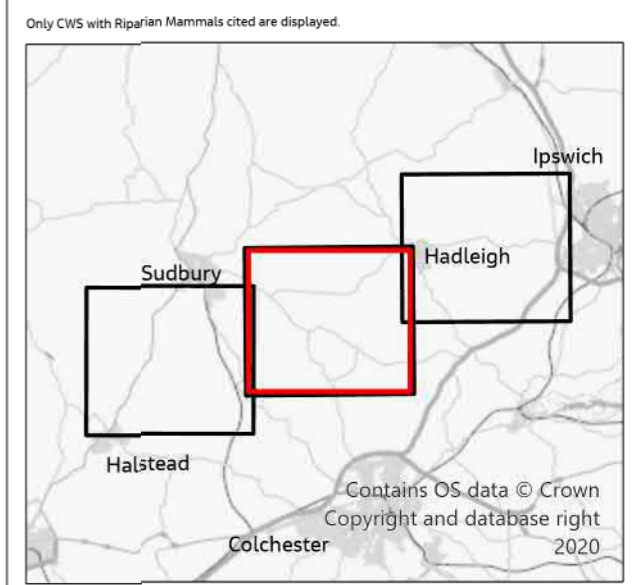 Only CWS with Riparian Mammals cited are displayed.
Ipswich
Hadleigh
Sudbury
Halstead
Contains OS data © Crown
Copyright and database right
2020
Colchester